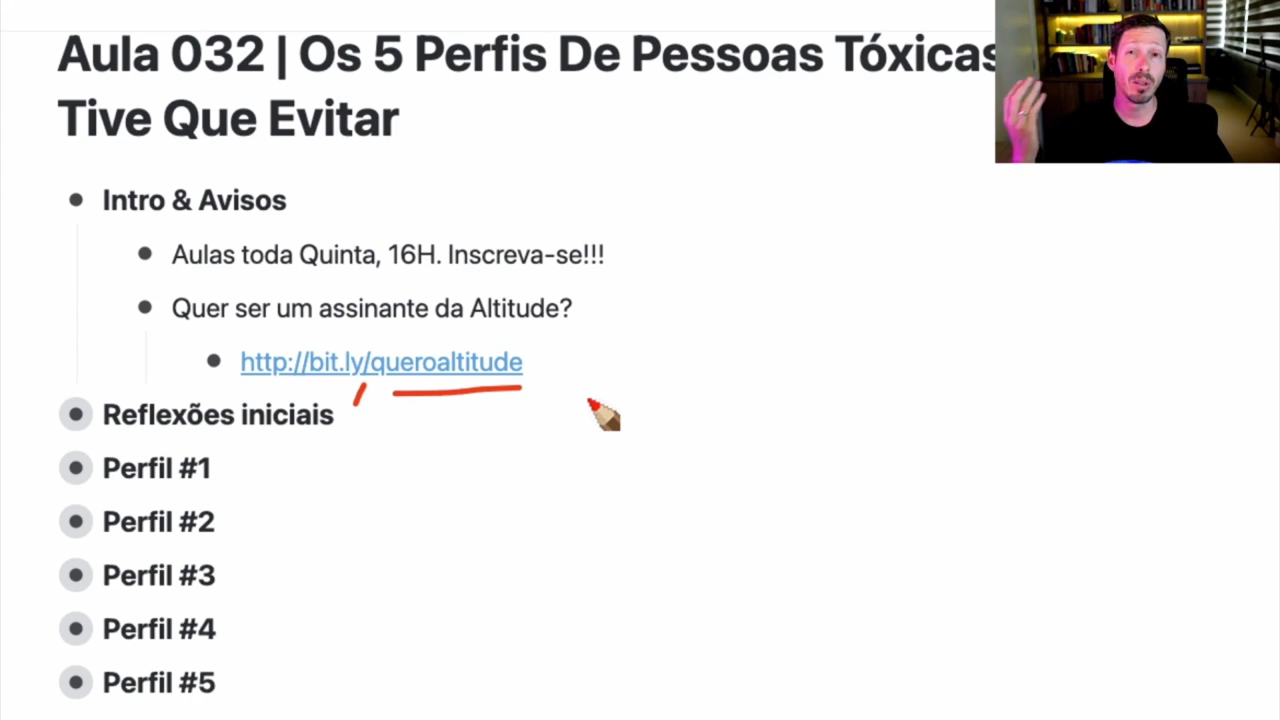 Aula 032 | Os 5 Perfis De Pessoas Tóxicas
Tive Que Evitar
Intro & Avisos
Aulas toda Quinta, 16H. Inscreva-se!!!
Quer ser um assinante da Altitude?
http://bit.ly/queroaltitude
Reflexões iniciais
Perfil #1
Perfil #2
Perfil #3
Perfil #4
Perfil #5